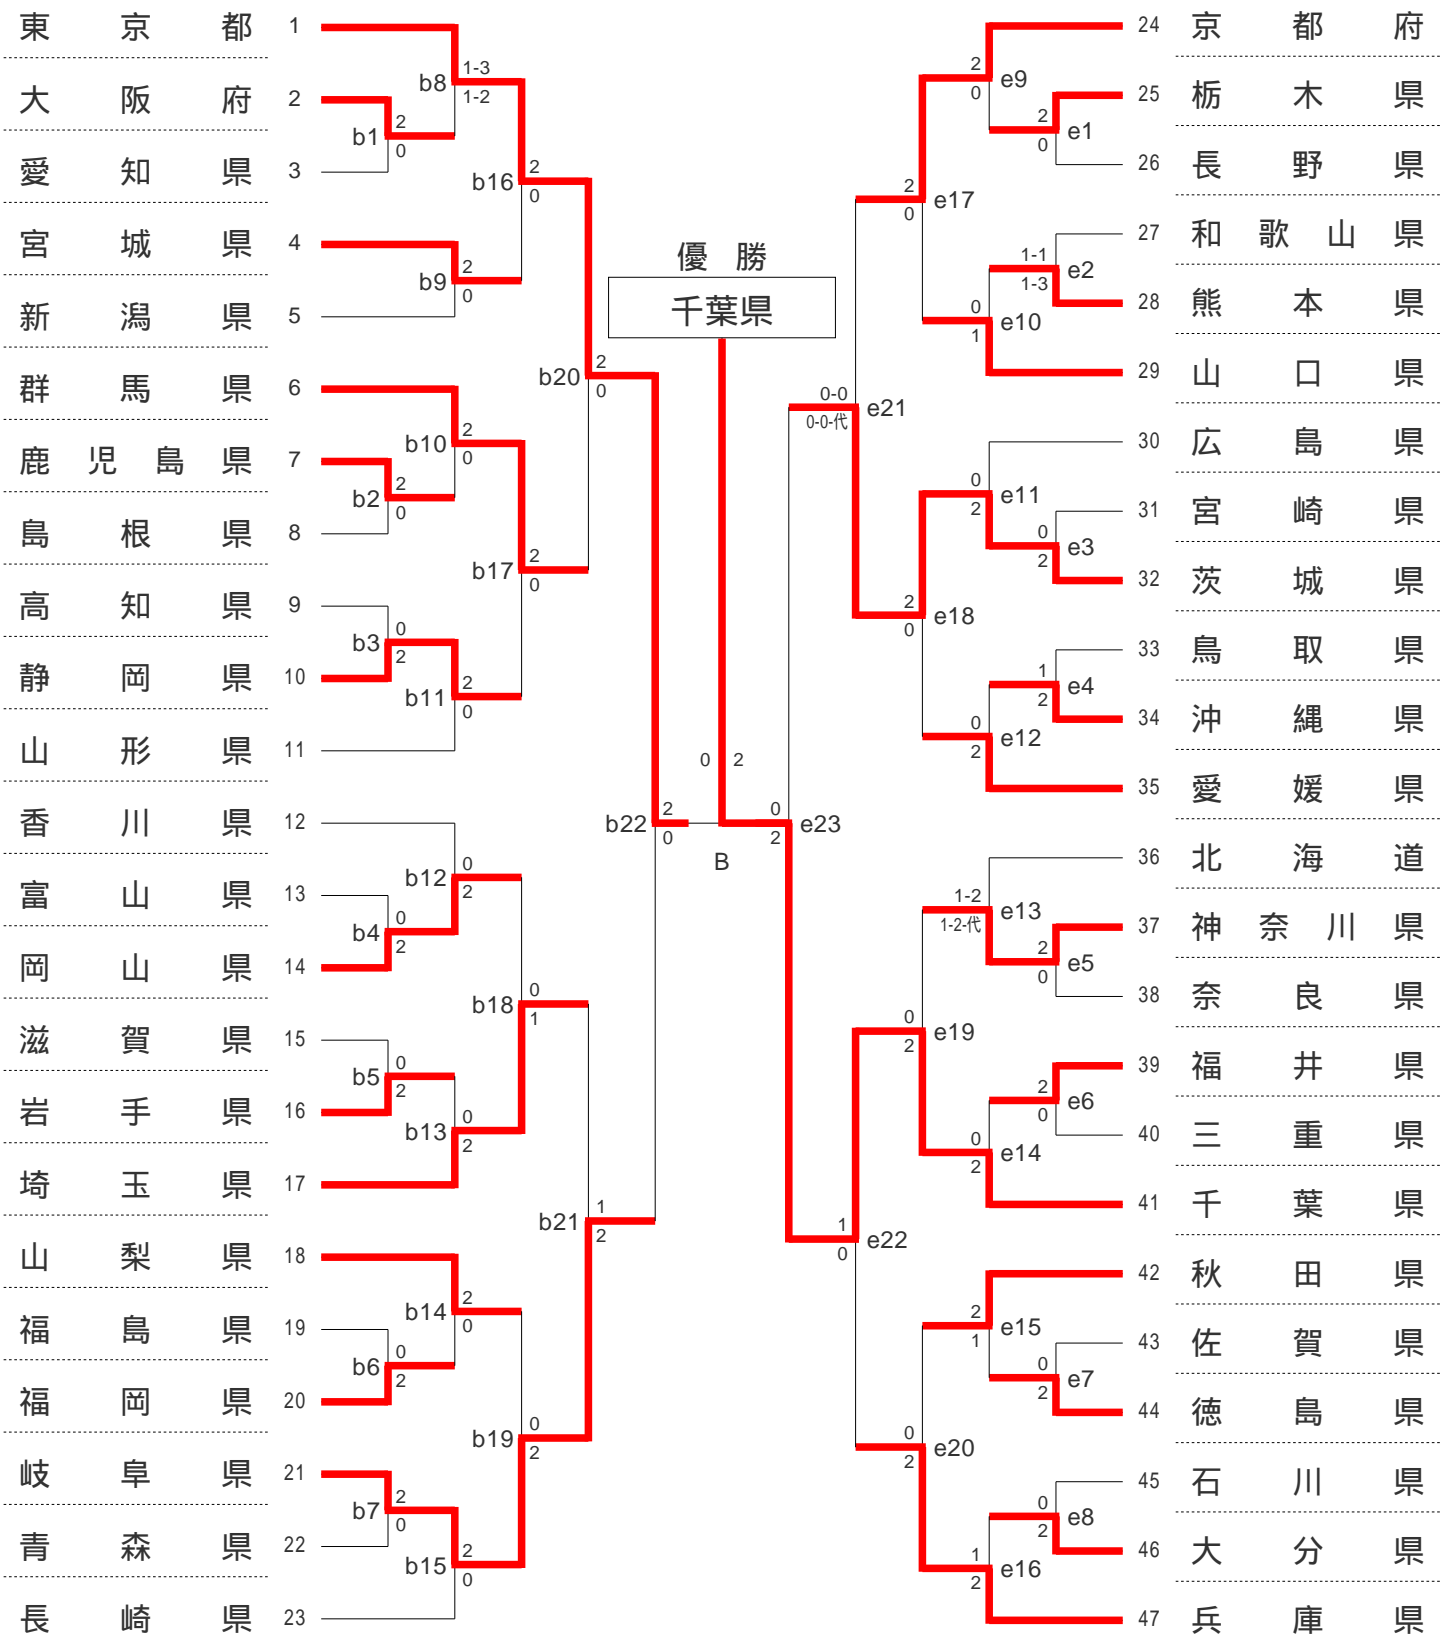 東京都 1
大阪府 2
愛知県 3
宮城県 4
新潟県 5
群馬県 6
鹿児島県 7
島根県 8
高知県 9
静岡県 10
山形県 11
香川県 12
富山県 13
岡山県 14
滋賀県 15
岩手県 16
埼玉県 17
山梨県 18
福島県 19
福岡県 20
岐阜県 21
青森県 22
長崎県 23
b1 2 0
b2 2 0
b3 0 2
b4 0 2
b5 0 2
b6 0 2
b7 2 0
b8 1-3 1-2
b9 2 0
b10 2 0
b11 2 0
b12 0 2
b13 0 2
b14 2 0
b15 2 0
b16 2 0
b17 2 0
b18 0 1
b19 0 2
b20 2 0
b21 1 2
b22 2 0
優勝
千葉県
0 2
B
e23 0 2
e21 0-0 0-0-代
e22 1 0
e17 2 0
e18 2 0
e19 0 2
e20 0 2
e9 2 0
e10 0 1
e11 0 2
e12 0 2
e13 1-2 1-2-代
e14 0 2
e15 2 1
e16 1 2
e1 2 0
e2 1-1 1-3
e3 0 2
e4 1 2
e5 2 0
e6 2 0
e7 0 2
e8 0 2
24 京都府
25 栃木県
26 長野県
27 和歌山県
28 熊本県
29 山口県
30 広島県
31 宮崎県
32 茨城県
33 鳥取県
34 沖縄県
35 愛媛県
36 北海道
37 神奈川県
38 奈良県
39 福井県
40 三重県
41 千葉県
42 秋田県
43 佐賀県
44 徳島県
45 石川県
46 大分県
47 兵庫県